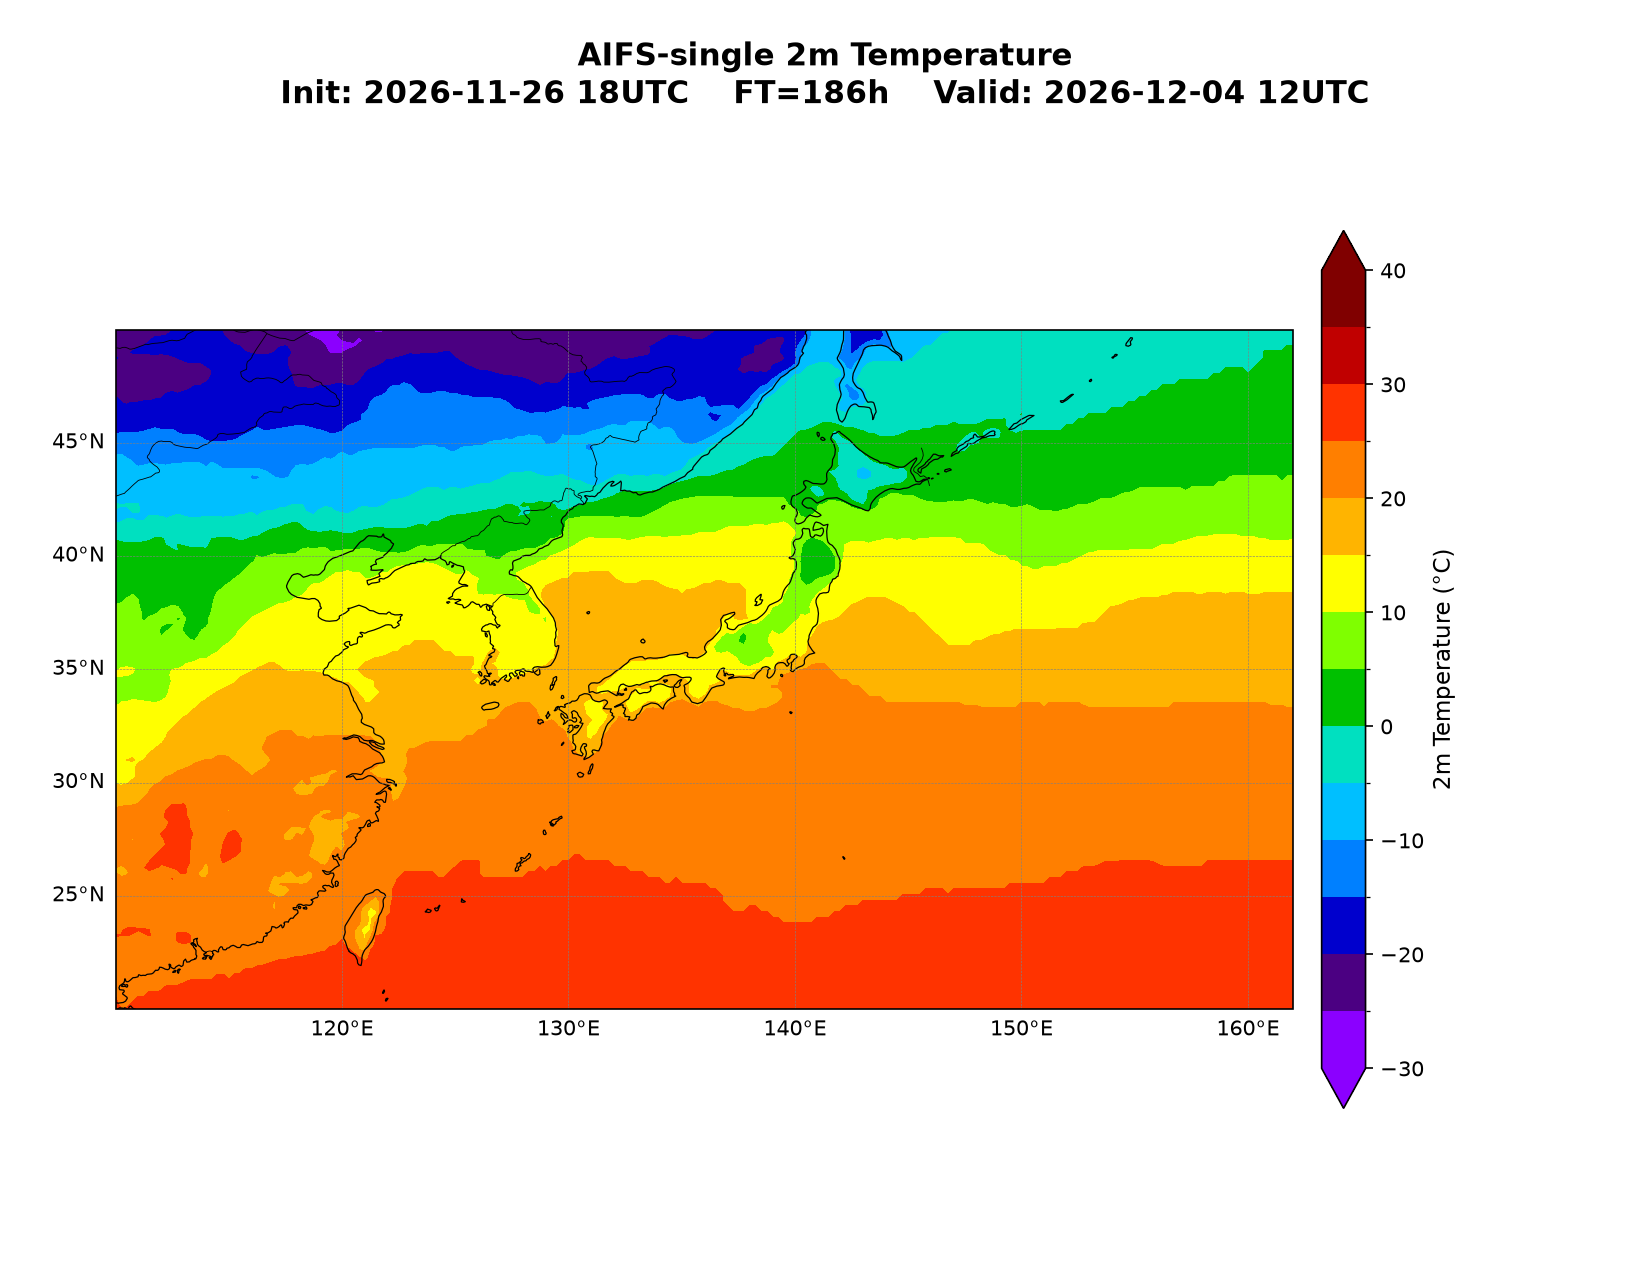 AIFS-single 2m Temperature
Init: 2026-11-26 18UTC    FT=186h    Valid: 2026-12-04 12UTC
45°N
40°N
35°N
30°N
25°N
120°E
130°E
140°E
150°E
160°E
40
30
20
10
0
−10
−20
−30
2m Temperature (°C)